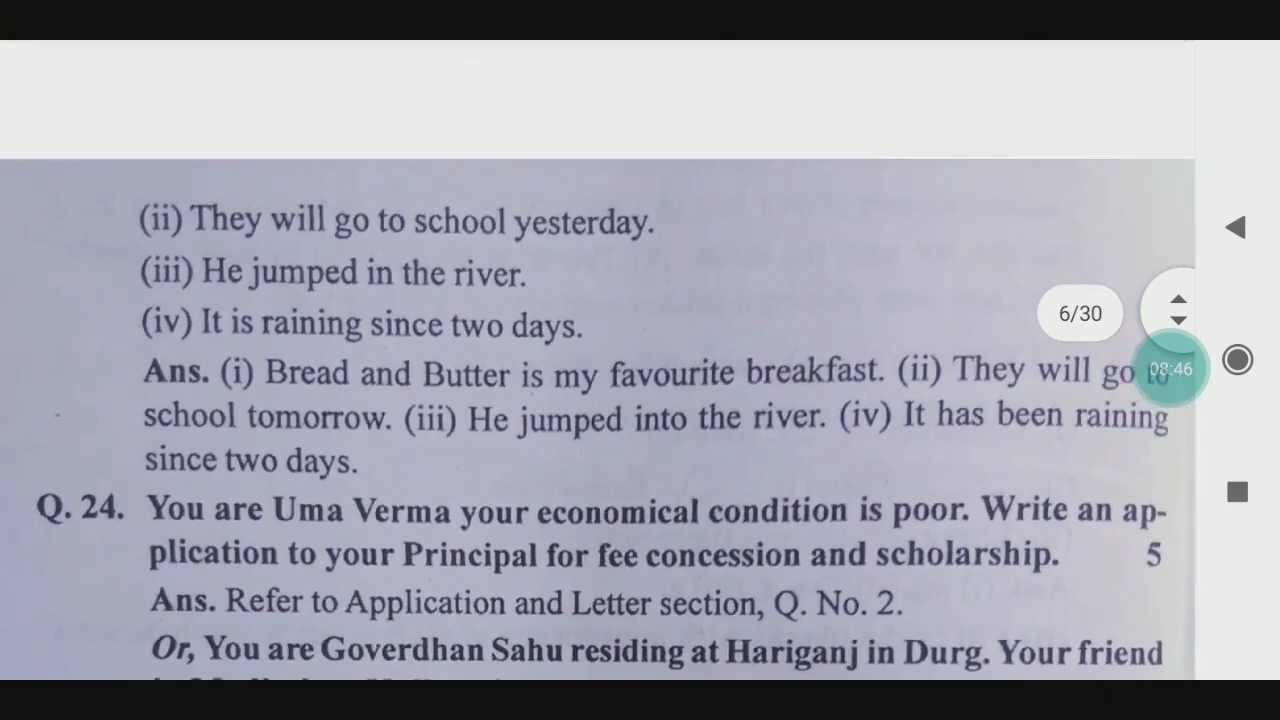 (ii) They will go to school yesterday.
(iii) He jumped in the river.
6/30
(iv) It is raining since two days.
08:46
Ans. (i) Bread and Butter is my favourite breakfast. (ii) They will go to
school tomorrow. (iii) He jumped into the river. (iv) It has been raining
since two days.
Q. 24. You are Uma Verma your economical condition is poor. Write an ap-
plication to your Principal for fee concession and scholarship. 5
Ans. Refer to Application and Letter section, Q. No. 2.
Or, You are Goverdhan Sahu residing at Hariganj in Durg. Your friend